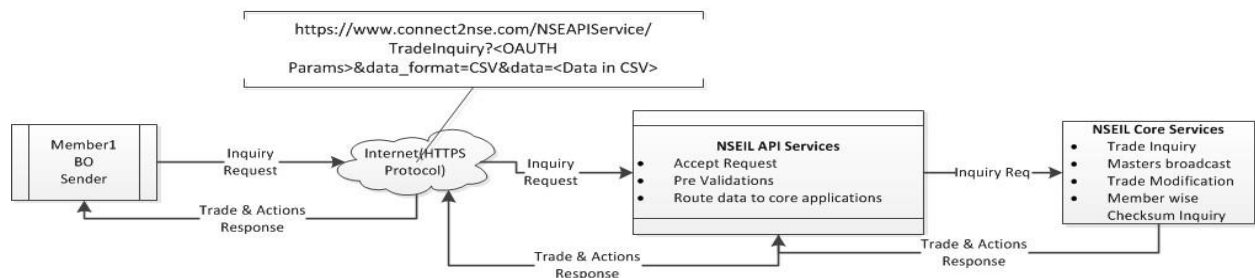 https://www.connect2nse.com/NSEAPIService/
TradeInquiry?<OAUTH
Params>&data_format=CSV&data=<Data in CSV>
Member1
BO
Sender
Inquiry
Request
Internet(HTTPS
Protocol)
Inquiry
Request
NSEIL API Services
• Accept Request
• Pre Validations
• Route data to core applications
Inquiry Req
NSEIL Core Services
• Trade Inquiry
• Masters broadcast
• Trade Modification
• Member wise
Checksum Inquiry
Trade & Actions
Response
Trade & Actions
Response
Trade & Actions
Response